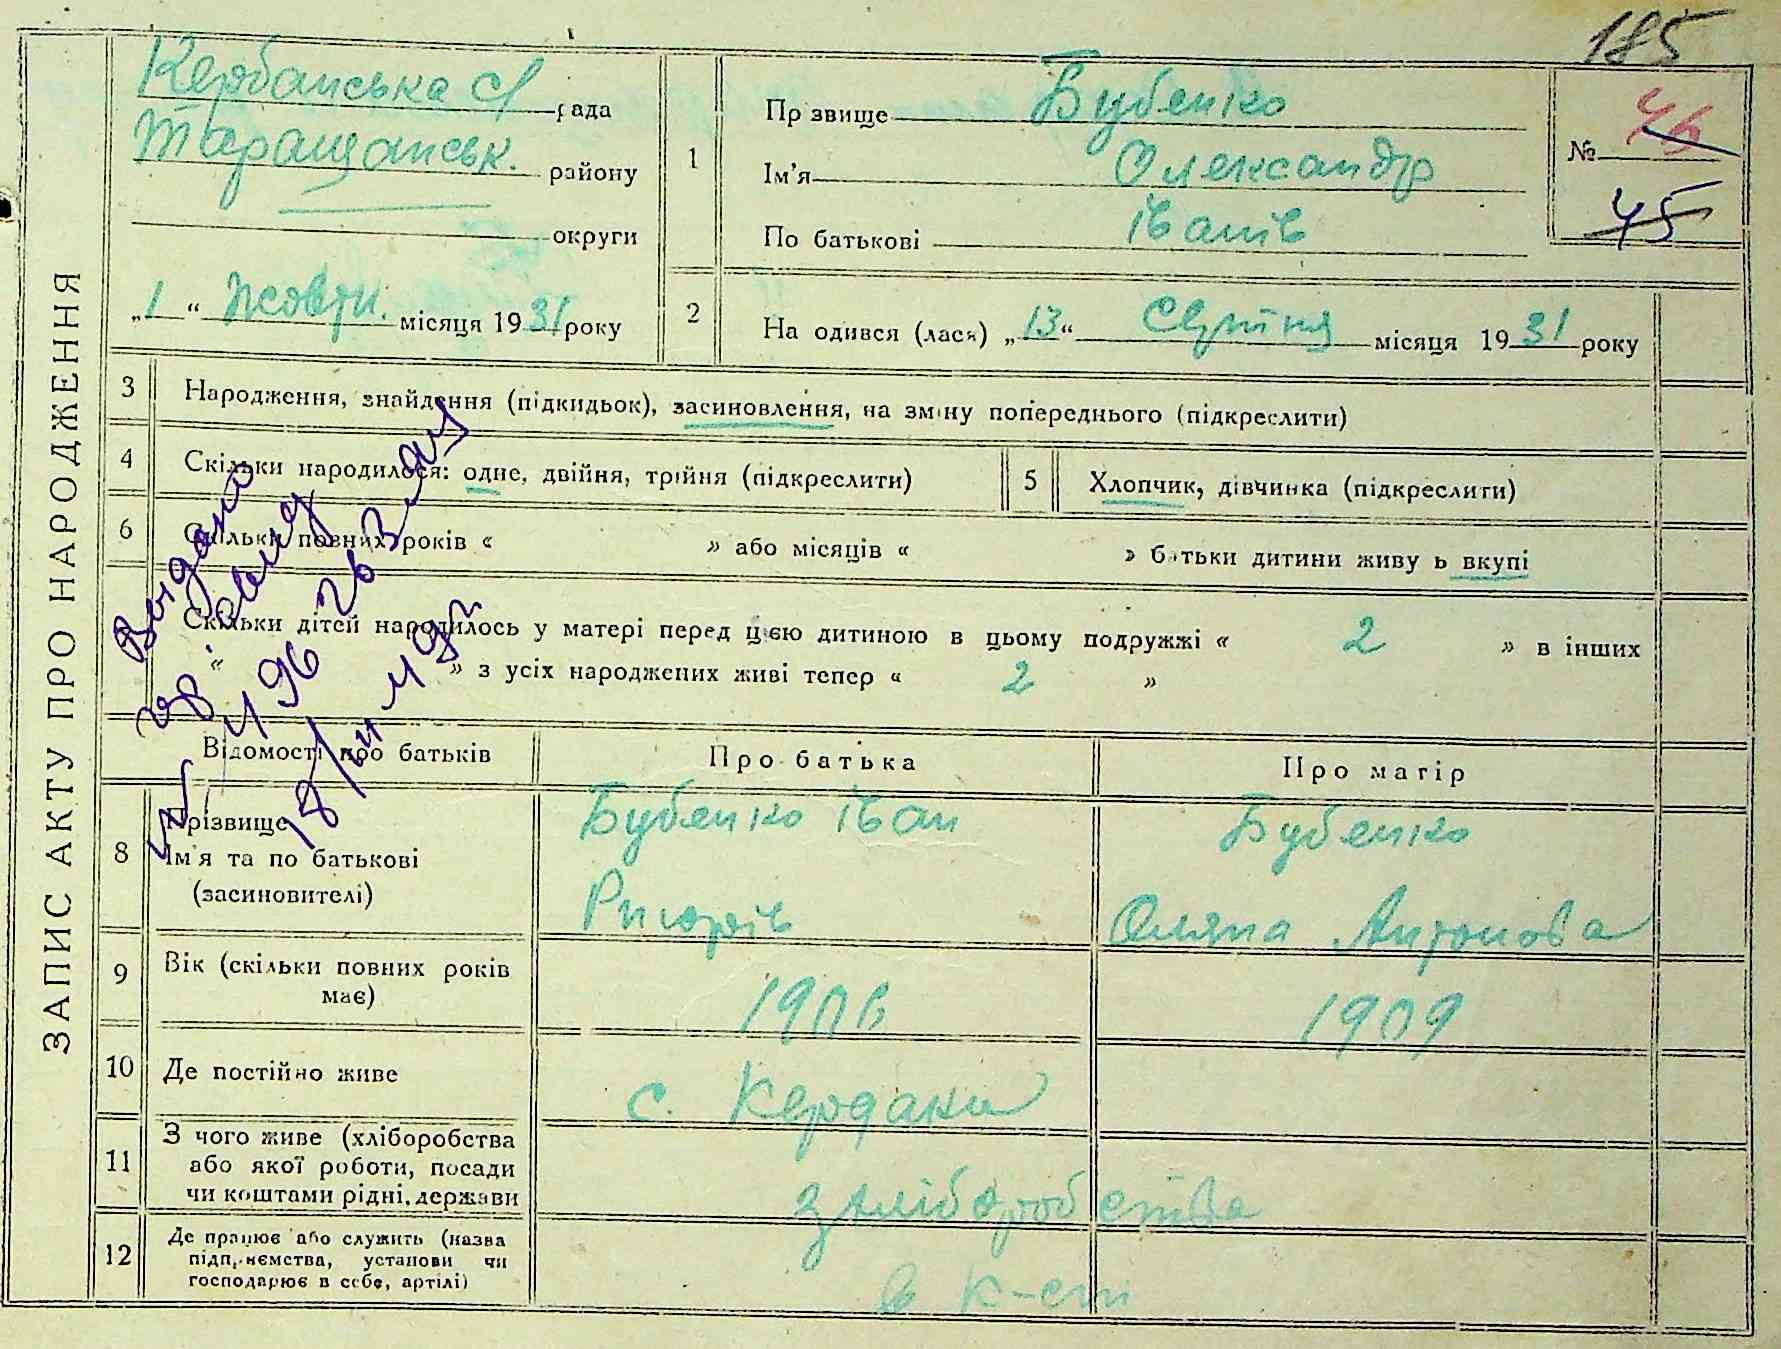 185
ЗАПИС АКТУ ПРО НАРОДЖЕННЯ
Керданська с/рада
Таращанськ. району
округи
„1“ Жовтн. місяця 1931 року
1
Прізвище Бубенко
Ім'я Олександр
По батькові Іванів
№ 46
45
2 На одився (лася) „13“ Серпня місяця 1931 року
3 Народження, знайдення (підкидьок), засиновлення, на зміну попереднього (підкреслити)
4 Скільки народилося: одне, двійня, трійня (підкреслити)
5 Хлопчик, дівчинка (підкреслити)
6 Скільки повних років « » або місяців « » батьки дитини живу ь вкупі
Скільки дітей народилось у матері перед цією дитиною в цьому подружжі « 2 » в інших
« » з усіх народжених живі тепер « 2 »
Видано
Відомості про батьків Про батька Про матір
8 Прізвище Ім'я та по батькові (засиновителі)
Бубенко Іван
Бубенко
Оляна Антонова
9 Вік (скільки повних років має) 1906 1909
10 Де постійно живе с. Кердани
11 З чого живе (хліборобства або якої роботи, посади чи коштами рідні, держави
з хліборобства
12 Де працює або служить (назва підприємства, установи чи господарює в себе, артілі)
в к-сті